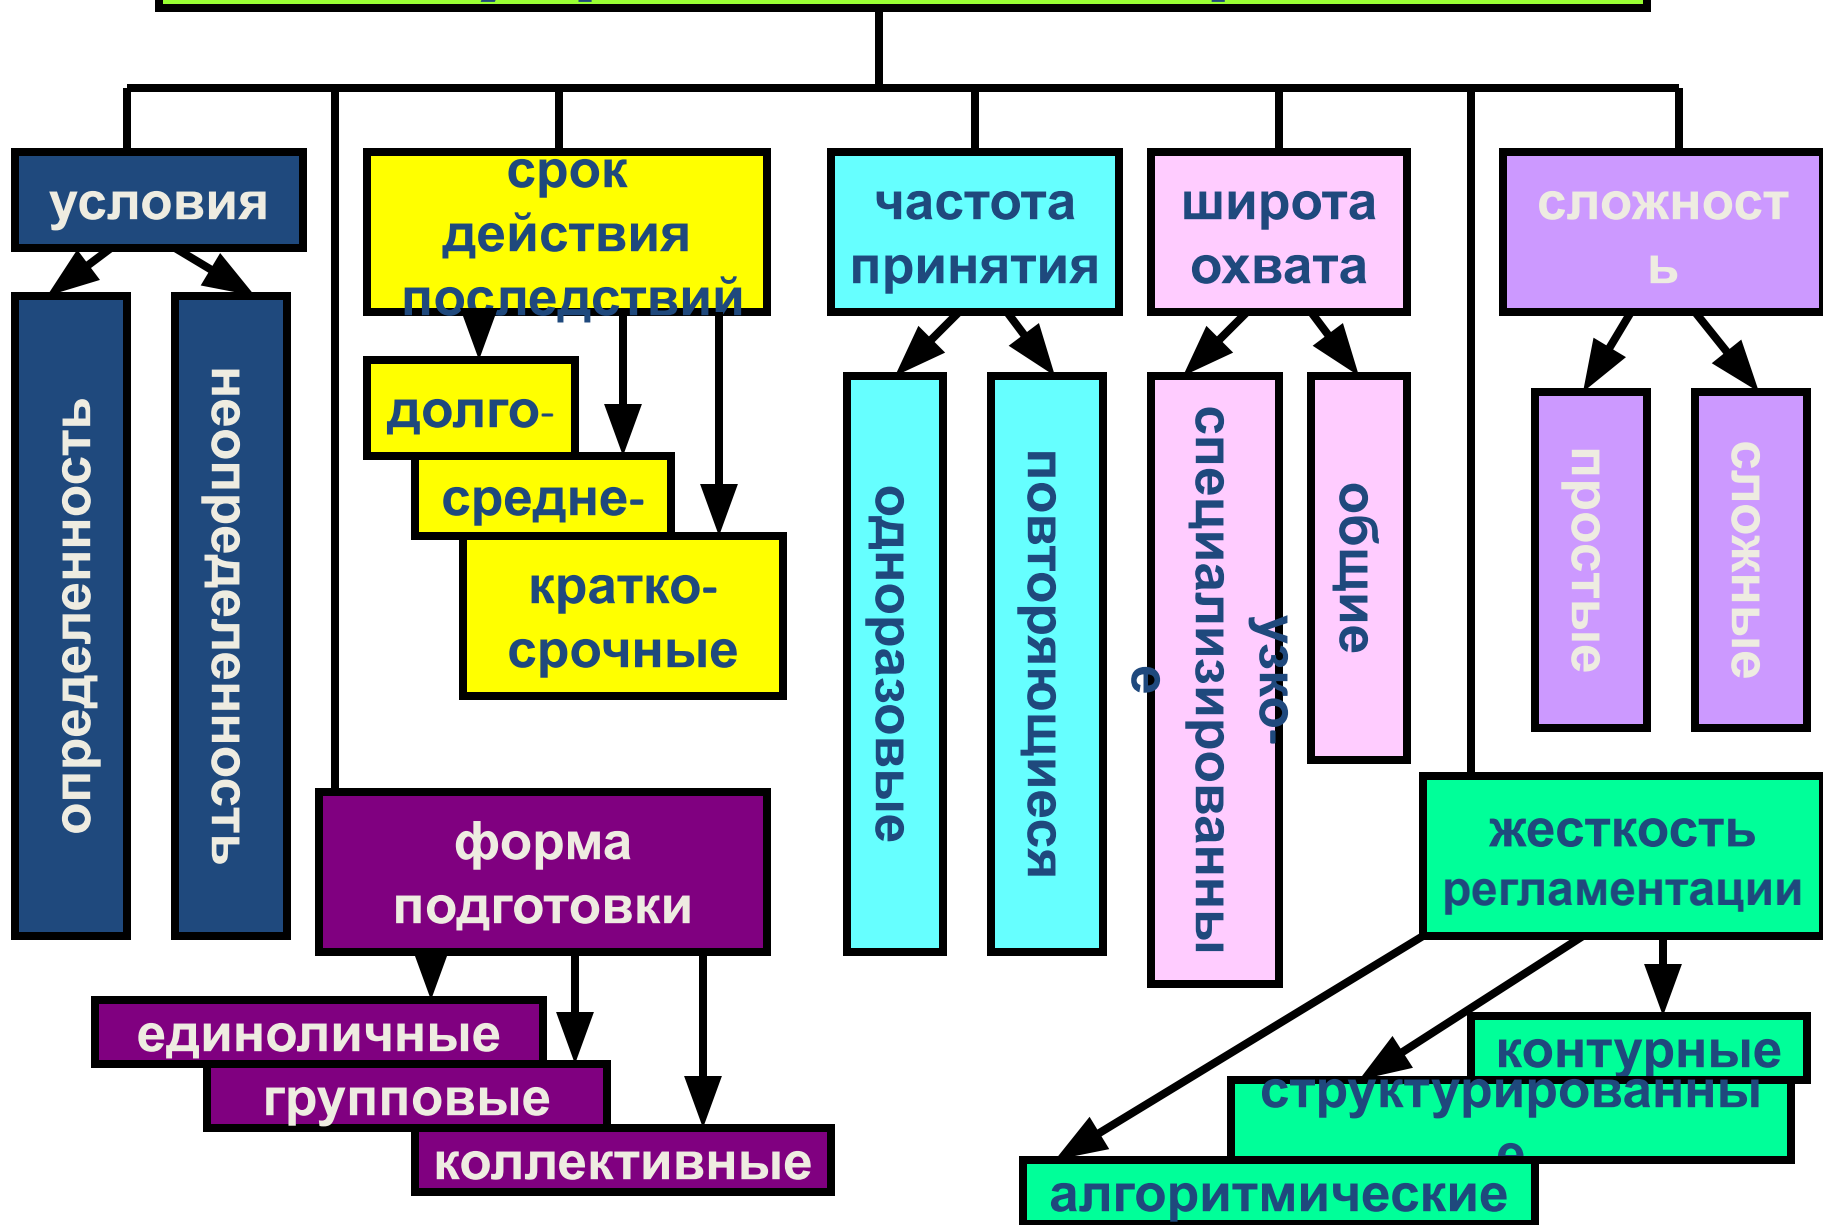 условия
срок
действия
последствий
частота
принятия
широта
охвата
сложност
ь
определенность
неопределенность
долго-
средне-
кратко-
срочные
одноразовые
повторяющиеся
узко-
специализированны
е
общие
простые
сложные
форма
подготовки
единоличные
групповые
коллективные
жесткость
регламентации
контурные
структурированны
е
алгоритмические